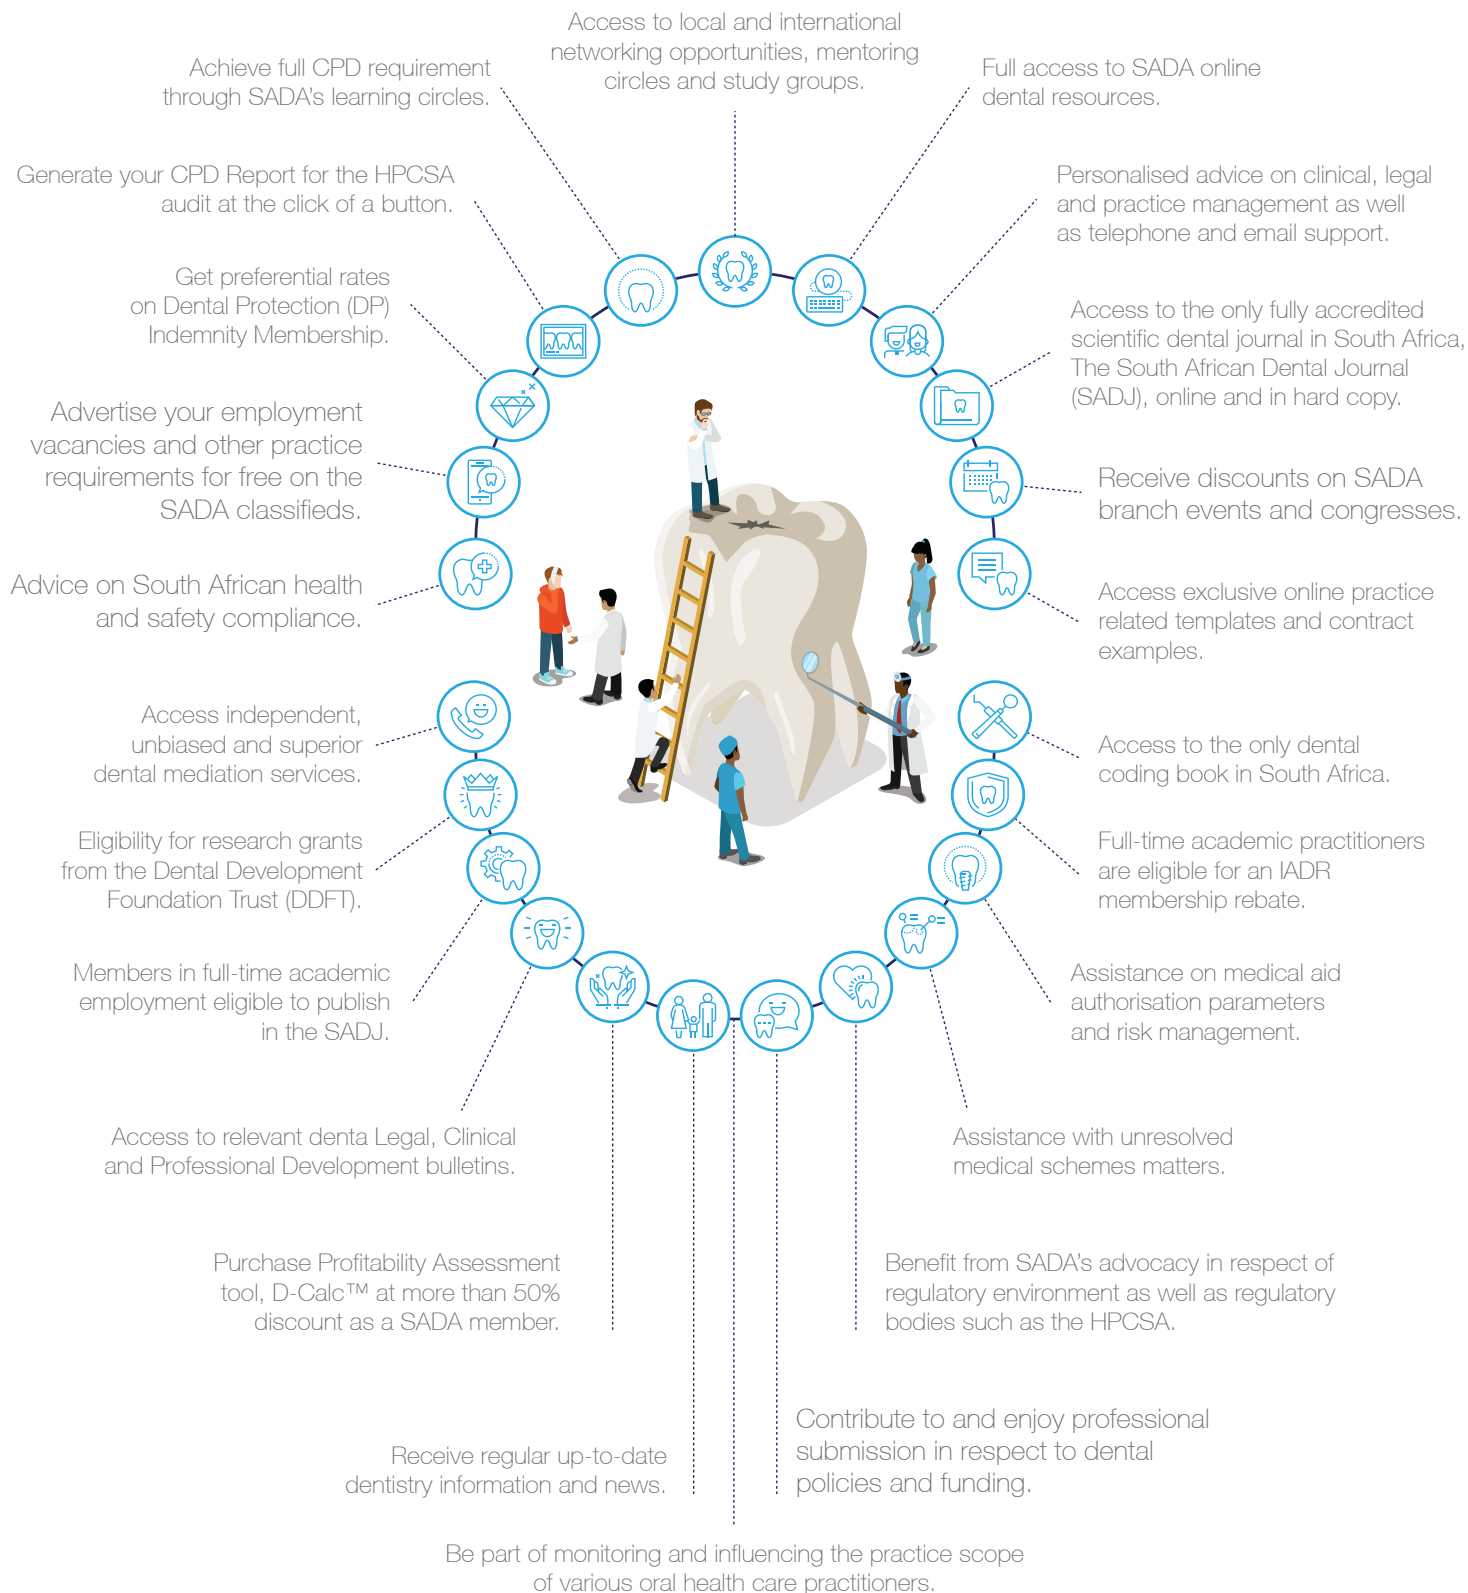 Access to local and international
networking opportunities, mentoring
circles and study groups.
Achieve full CPD requirement
through SADA's learning circles.
Full access to SADA online
dental resources.
Generate your CPD Report for the HPCSA
audit at the click of a button.
Personalised advice on clinical, legal
and practice management as well
as telephone and email support.
Get preferential rates
on Dental Protection (DP)
Indemnity Membership.
Access to the only fully accredited
scientific dental journal in South Africa,
The South African Dental Journal
(SADJ), online and in hard copy.
Advertise your employment
vacancies and other practice
requirements for free on the
SADA classifieds.
Receive discounts on SADA
branch events and congresses.
Advice on South African health
and safety compliance.
Access exclusive online practice
related templates and contract
examples.
Access independent,
unbiased and superior
dental mediation services.
Access to the only dental
coding book in South Africa.
Eligibility for research grants
from the Dental Development
Foundation Trust (DDFT).
Full-time academic practitioners
are eligible for an IADR
membership rebate.
Members in full-time academic
employment eligible to publish
in the SADJ.
Assistance on medical aid
authorisation parameters
and risk management.
Access to relevant denta Legal, Clinical
and Professional Development bulletins.
Assistance with unresolved
medical schemes matters.
Purchase Profitability Assessment
tool, D-Calc™ at more than 50%
discount as a SADA member.
Benefit from SADA's advocacy in respect of
regulatory environment as well as regulatory
bodies such as the HPCSA.
Receive regular up-to-date
dentistry information and news.
Contribute to and enjoy professional
submission in respect to dental
policies and funding.
Be part of monitoring and influencing the practice scope
of various oral health care practitioners.